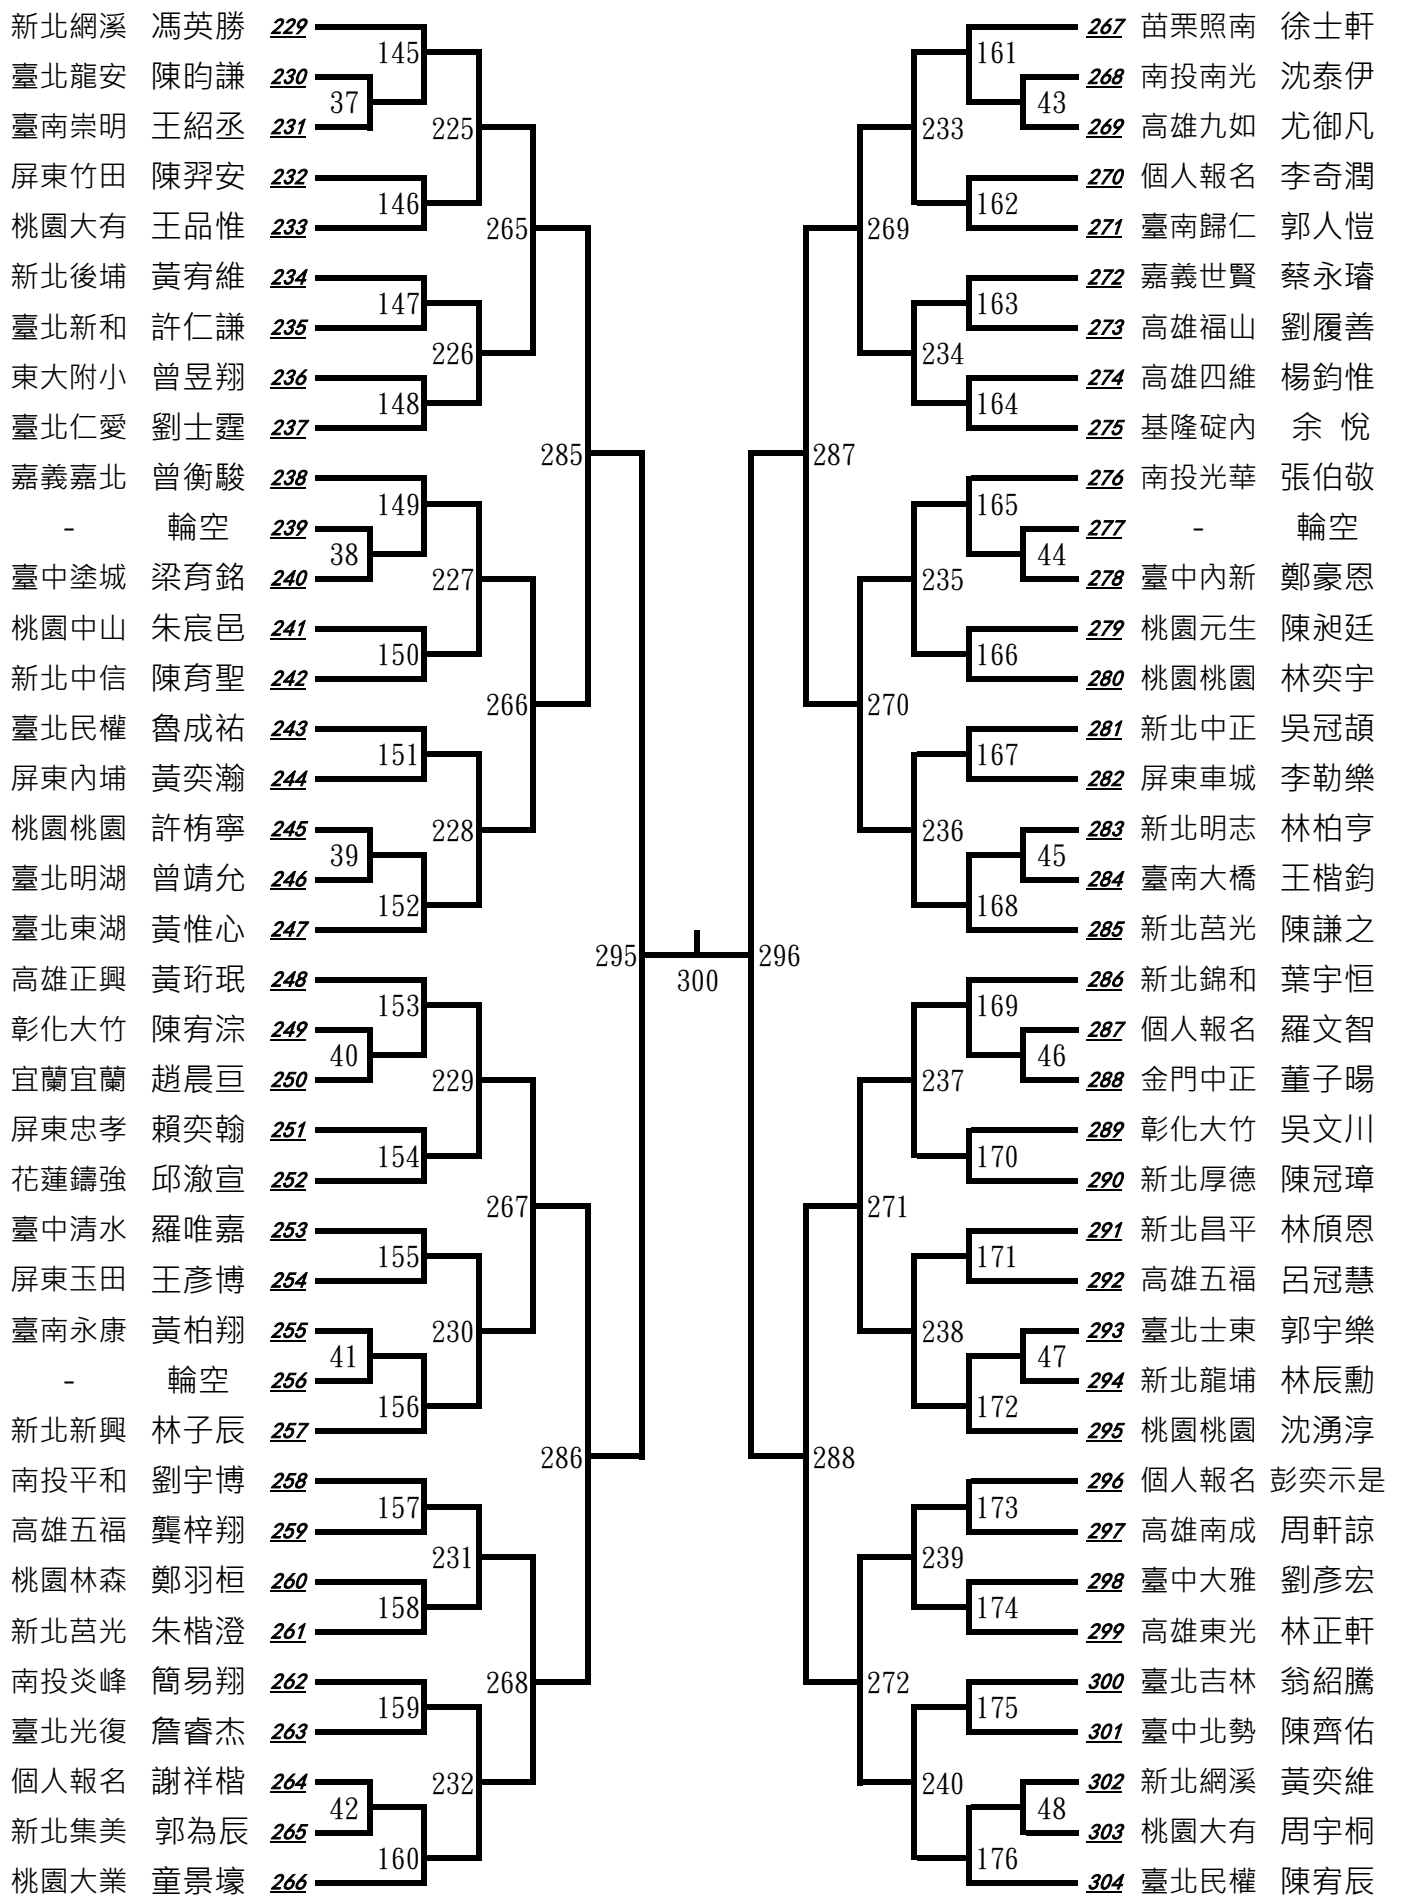 新北網溪 馮英勝 229
臺北龍安 陳昀謙 230
臺南崇明 王紹丞 231
屏東竹田 陳羿安 232
桃園大有 王品惟 233
新北後埔 黃宥維 234
臺北新和 許仁謙 235
東大附小 曾昱翔 236
臺北仁愛 劉士霆 237
嘉義嘉北 曾衡駿 238
- 輪空 239
臺中塗城 梁育銘 240
桃園中山 朱宸邑 241
新北中信 陳育聖 242
臺北民權 魯成祐 243
屏東內埔 黃奕瀚 244
桃園桃園 許栯寧 245
臺北明湖 曾靖允 246
臺北東湖 黃惟心 247
高雄正興 黃珩珉 248
彰化大竹 陳宥淙 249
宜蘭宜蘭 趙晨亘 250
屏東忠孝 賴奕翰 251
花蓮鑄強 邱澈宣 252
臺中清水 羅唯嘉 253
屏東玉田 王彥博 254
臺南永康 黃柏翔 255
- 輪空 256
新北新興 林子辰 257
南投平和 劉宇博 258
高雄五福 龔梓翔 259
桃園林森 鄭羽桓 260
新北莒光 朱楷澄 261
南投炎峰 簡易翔 262
臺北光復 詹睿杰 263
個人報名 謝祥楷 264
新北集美 郭為辰 265
桃園大業 童景壕 266
37
38
39
40
41
42
145
146
147
148
149
150
151
152
153
154
155
156
157
158
159
160
225
226
227
228
229
230
231
232
265
266
267
268
285
286
295
300
296
287
288
269
270
271
272
233
234
235
236
237
238
239
240
161
162
163
164
165
166
167
168
169
170
171
172
173
174
175
176
43
44
45
46
47
48
267 苗栗照南 徐士軒
268 南投南光 沈泰伊
269 高雄九如 尤御凡
270 個人報名 李奇潤
271 臺南歸仁 郭人愷
272 嘉義世賢 蔡永璿
273 高雄福山 劉履善
274 高雄四維 楊鈞惟
275 基隆碇內 余 悅
276 南投光華 張伯敬
277 - 輪空
278 臺中內新 鄭豪恩
279 桃園元生 陳昶廷
280 桃園桃園 林奕宇
281 新北中正 吳冠頡
282 屏東車城 李勒樂
283 新北明志 林柏亨
284 臺南大橋 王楷鈞
285 新北莒光 陳謙之
286 新北錦和 葉宇恒
287 個人報名 羅文智
288 金門中正 董子暘
289 彰化大竹 吳文川
290 新北厚德 陳冠璋
291 新北昌平 林頎恩
292 高雄五福 呂冠慧
293 臺北士東 郭宇樂
294 新北龍埔 林辰勳
295 桃園桃園 沈湧淳
296 個人報名 彭奕示是
297 高雄南成 周軒諒
298 臺中大雅 劉彥宏
299 高雄東光 林正軒
300 臺北吉林 翁紹騰
301 臺中北勢 陳齊佑
302 新北網溪 黃奕維
303 桃園大有 周宇桐
304 臺北民權 陳宥辰